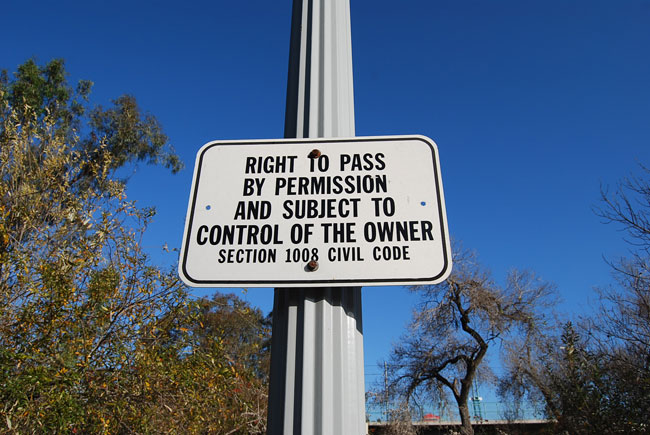 RIGHT TO PASS
BY PERMISSION
AND SUBJECT TO
CONTROL OF THE OWNER
SECTION 1008 CIVIL CODE